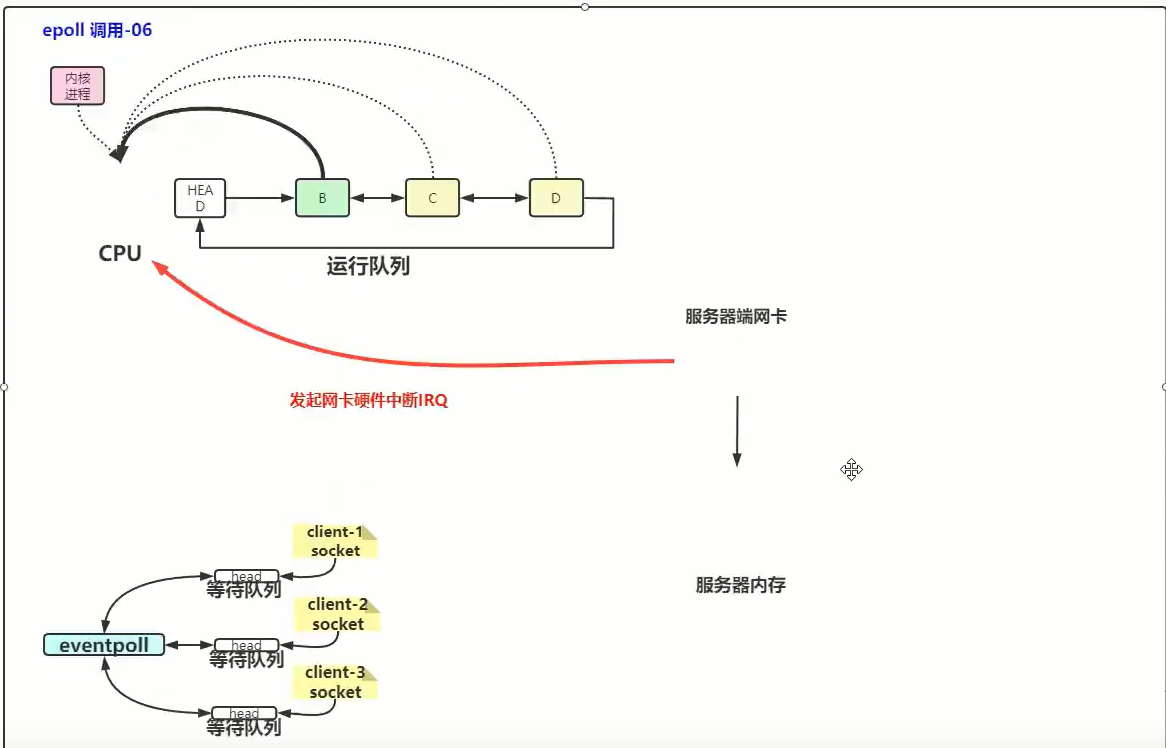 epoll 调用-06
内核
进程
HEA
D
B
C
D
CPU
运行队列
服务器端网卡
发起网卡硬件中断IRQ
client-1
socket
head
等待队列
服务器内存
client-2
socket
eventpoll
head
等待队列
client-3
socket
head
等待队列